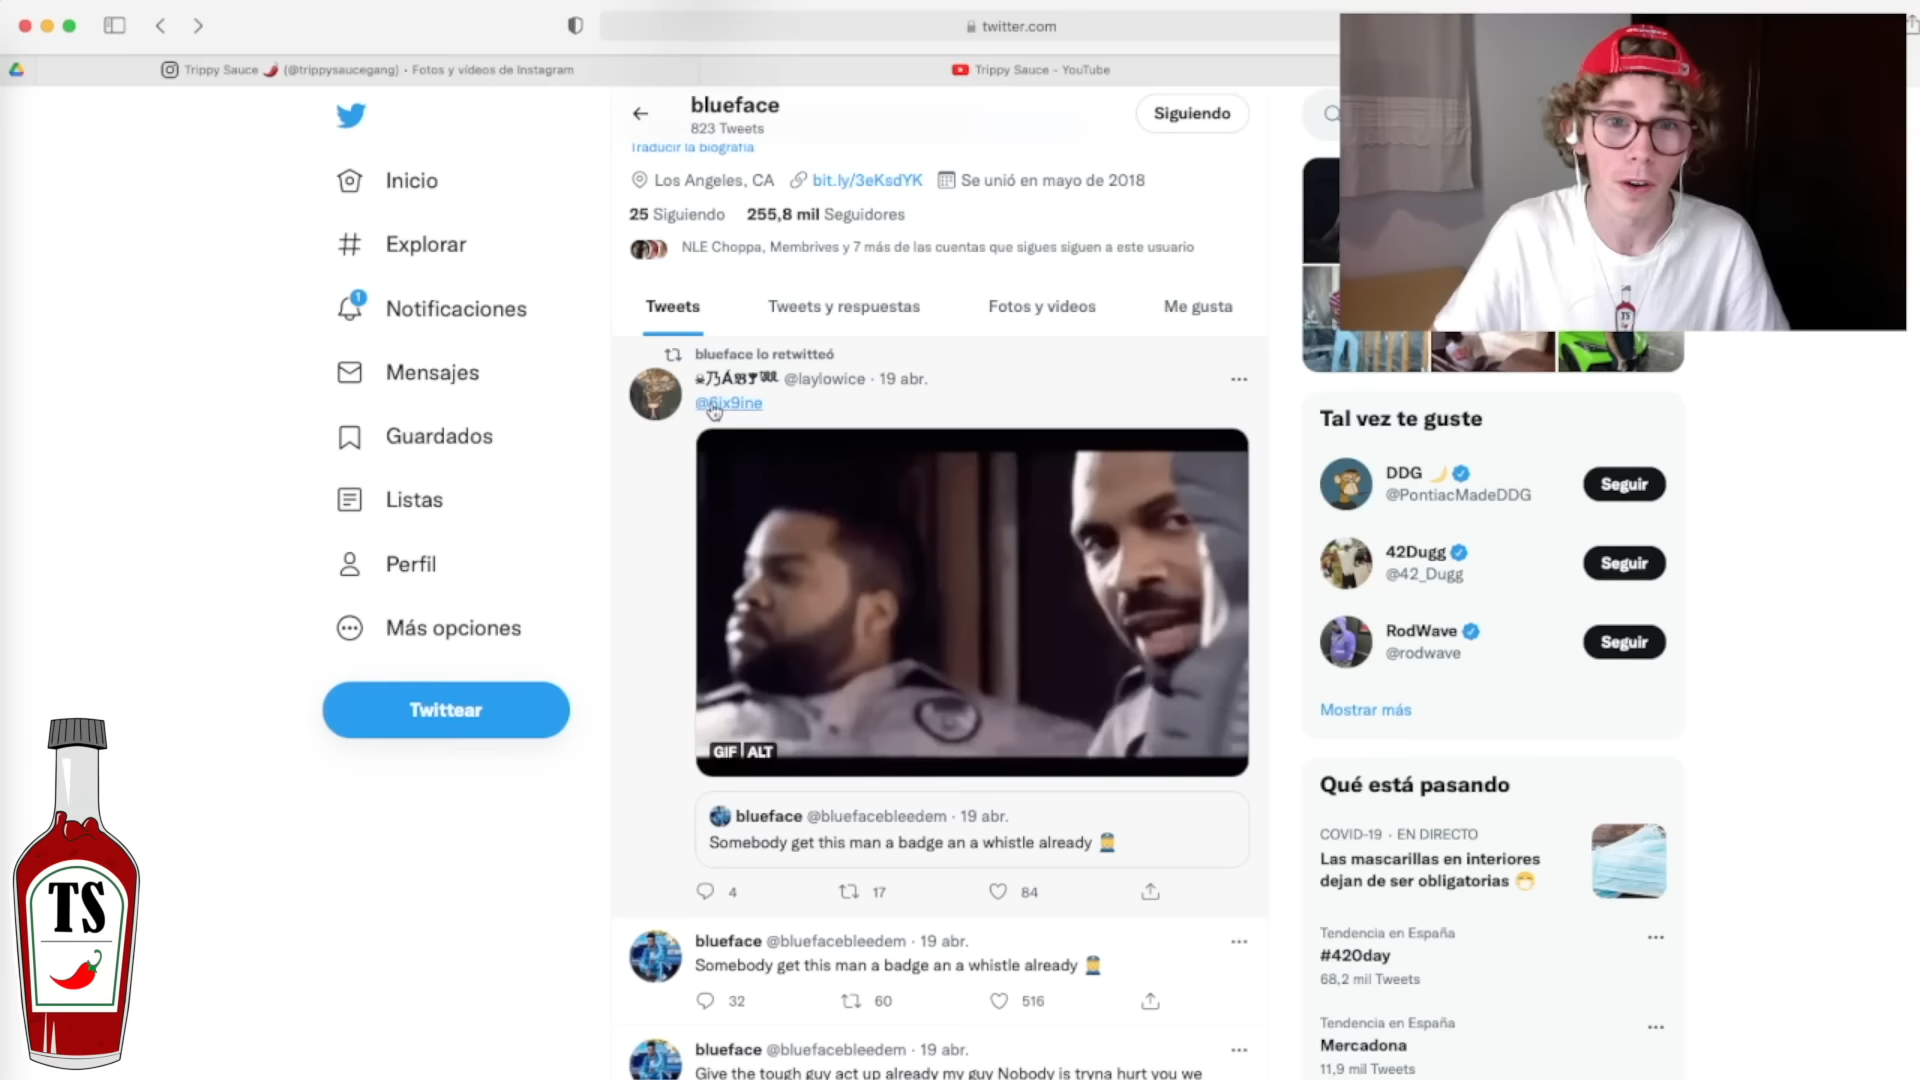 twitter.com
Trippy Sauce 🌶️ (@trippysaucegang) • Fotos y vídeos de Instagram
Trippy Sauce - YouTube
blueface
823 Tweets
Siguiendo
Traducir la biografía
Los Angeles, CA bit.ly/3eKsdYK Se unió en mayo de 2018
25 Siguiendo 255,8 mil Seguidores
NLE Choppa, Membrives y 7 más de las cuentas que sigues siguen a este usuario
Tweets Tweets y respuestas Fotos y videos Me gusta
Inicio
Explorar
1
Notificaciones
Mensajes
Guardados
Listas
Perfil
Más opciones
Twittear
blueface lo retwitteó
@laylowice · 19 abr.
@6ix9ine
GIF ALT
blueface @bluefacebleedem · 19 abr.
Somebody get this man a badge an a whistle already 👮
4 17 84
blueface @bluefacebleedem · 19 abr.
Somebody get this man a badge an a whistle already 👮
32 60 516
blueface @bluefacebleedem · 19 abr.
Give the tough guy act up already my guy Nobody is tryna hurt you we
Tal vez te guste
DDG 🍌
@PontiacMadeDDG
Seguir
42Dugg
@42_Dugg
Seguir
RodWave
@rodwave
Seguir
Mostrar más
Qué está pasando
COVID-19 · EN DIRECTO
Las mascarillas en interiores
dejan de ser obligatorias 😷
Tendencia en España
#420day
68,2 mil Tweets
Tendencia en España
Mercadona
11,9 mil Tweets
TS
TS